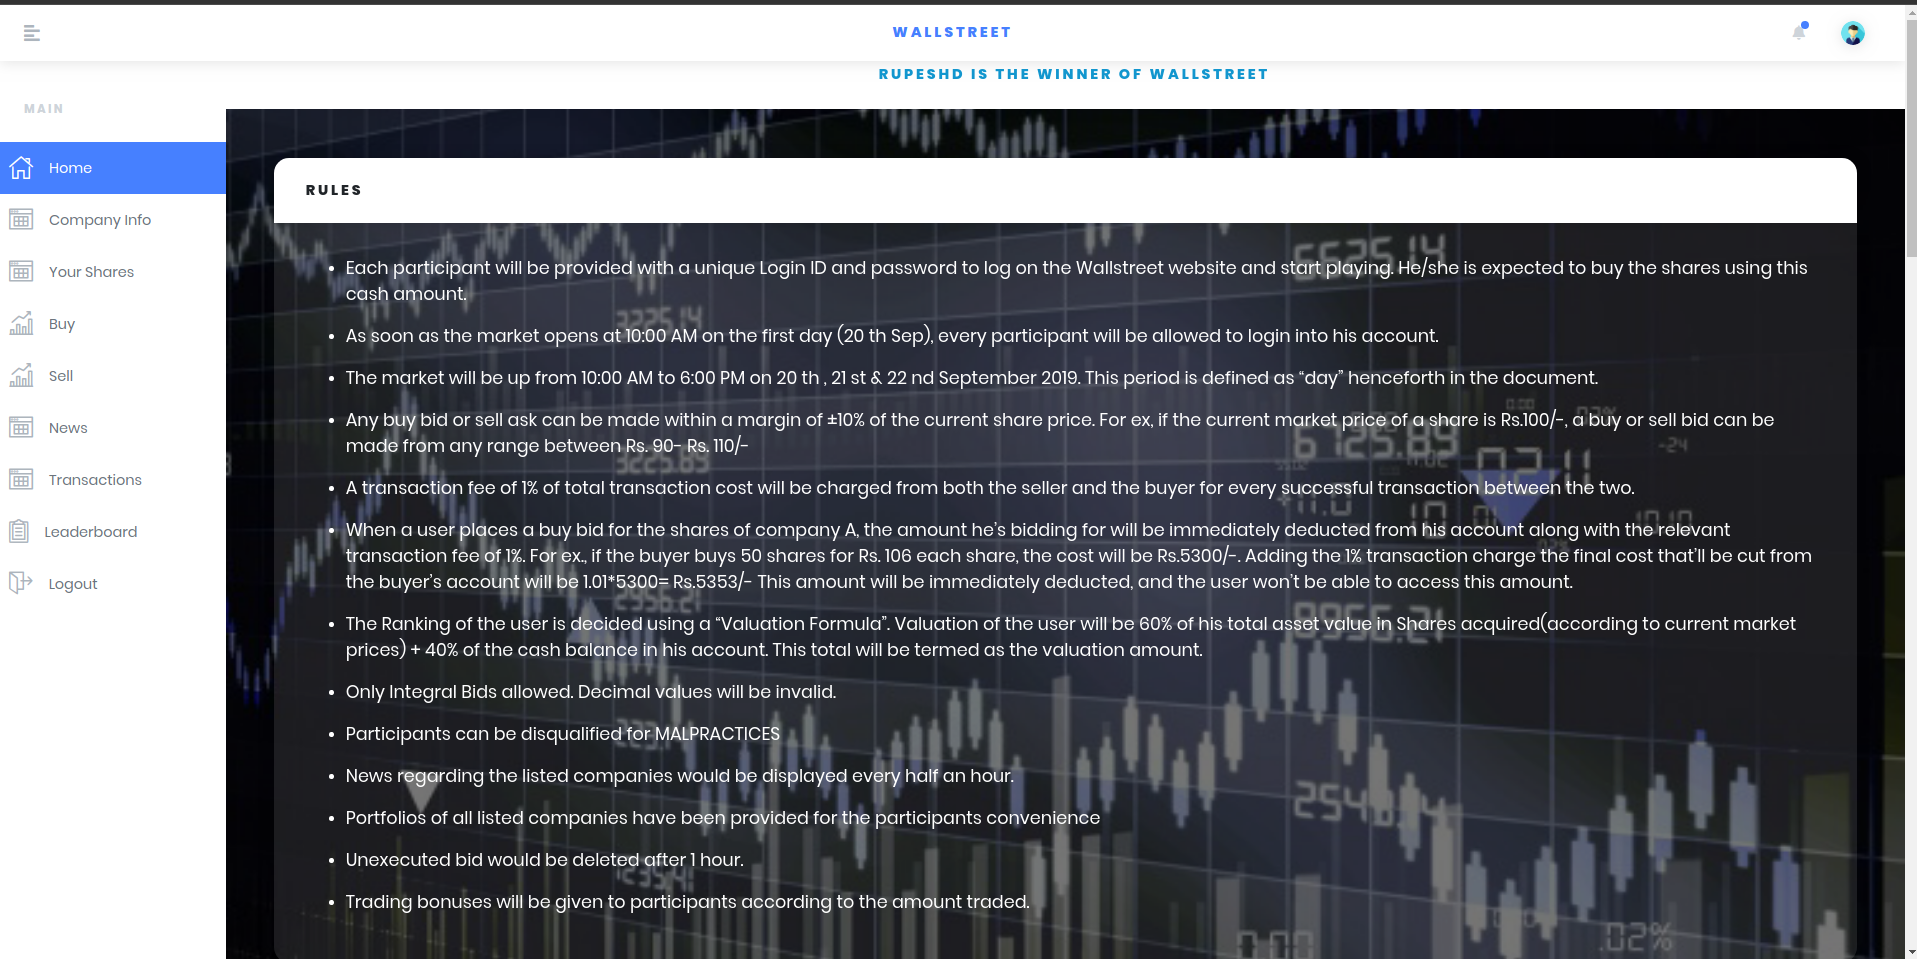 WALLSTREET
RUPESHD IS THE WINNER OF WALLSTREET
MAIN
Home
Company Info
Your Shares
Buy
Sell
News
Transactions
Leaderboard
Logout
RULES
• Each participant will be provided with a unique Login ID and password to log on the Wallstreet website and start playing. He/she is expected to buy the shares using this
cash amount.
• As soon as the market opens at 10:00 AM on the first day (20 th Sep), every participant will be allowed to login into his account.
• The market will be up from 10:00 AM to 6:00 PM on 20 th , 21 st & 22 nd September 2019. This period is defined as “day” henceforth in the document.
• Any buy bid or sell ask can be made within a margin of ±10% of the current share price. For ex, if the current market price of a share is Rs.100/-, a buy or sell bid can be
made from any range between Rs. 90- Rs. 110/-
• A transaction fee of 1% of total transaction cost will be charged from both the seller and the buyer for every successful transaction between the two.
• When a user places a buy bid for the shares of company A, the amount he’s bidding for will be immediately deducted from his account along with the relevant
transaction fee of 1%. For ex., if the buyer buys 50 shares for Rs. 106 each share, the cost will be Rs.5300/-. Adding the 1% transaction charge the final cost that’ll be cut from
the buyer’s account will be 1.01*5300= Rs.5353/- This amount will be immediately deducted, and the user won’t be able to access this amount.
• The Ranking of the user is decided using a “Valuation Formula”. Valuation of the user will be 60% of his total asset value in Shares acquired(according to current market
prices) + 40% of the cash balance in his account. This total will be termed as the valuation amount.
• Only Integral Bids allowed. Decimal values will be invalid.
• Participants can be disqualified for MALPRACTICES
• News regarding the listed companies would be displayed every half an hour.
• Portfolios of all listed companies have been provided for the participants convenience
• Unexecuted bid would be deleted after 1 hour.
• Trading bonuses will be given to participants according to the amount traded.
6625.14
6725.89
02.11
-24
10.10
8956.21
.02%
0.00